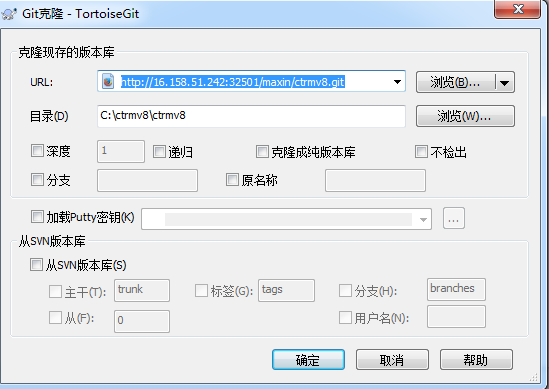 Git克隆 - TortoiseGit
克隆现存的版本库
URL: http://16.158.51.242:32501/maxin/ctrmv8.git 浏览(B)...
目录(D) C:\ctrmv8\ctrmv8 浏览(W)...
深度 1 递归 克隆成纯版本库 不检出
分支 原名称
加载Putty密钥(K) ...
从SVN版本库
从SVN版本库(S)
主干(T): trunk 标签(G): tags 分支(H): branches
从(F): 0 用户名(N):
确定 取消 帮助